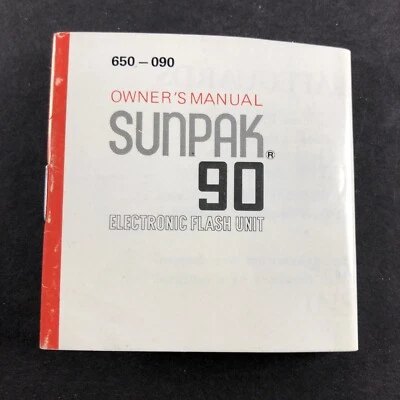 650 – 090
OWNER'S MANUAL
SUNPAK®
90
ELECTRONIC FLASH UNIT